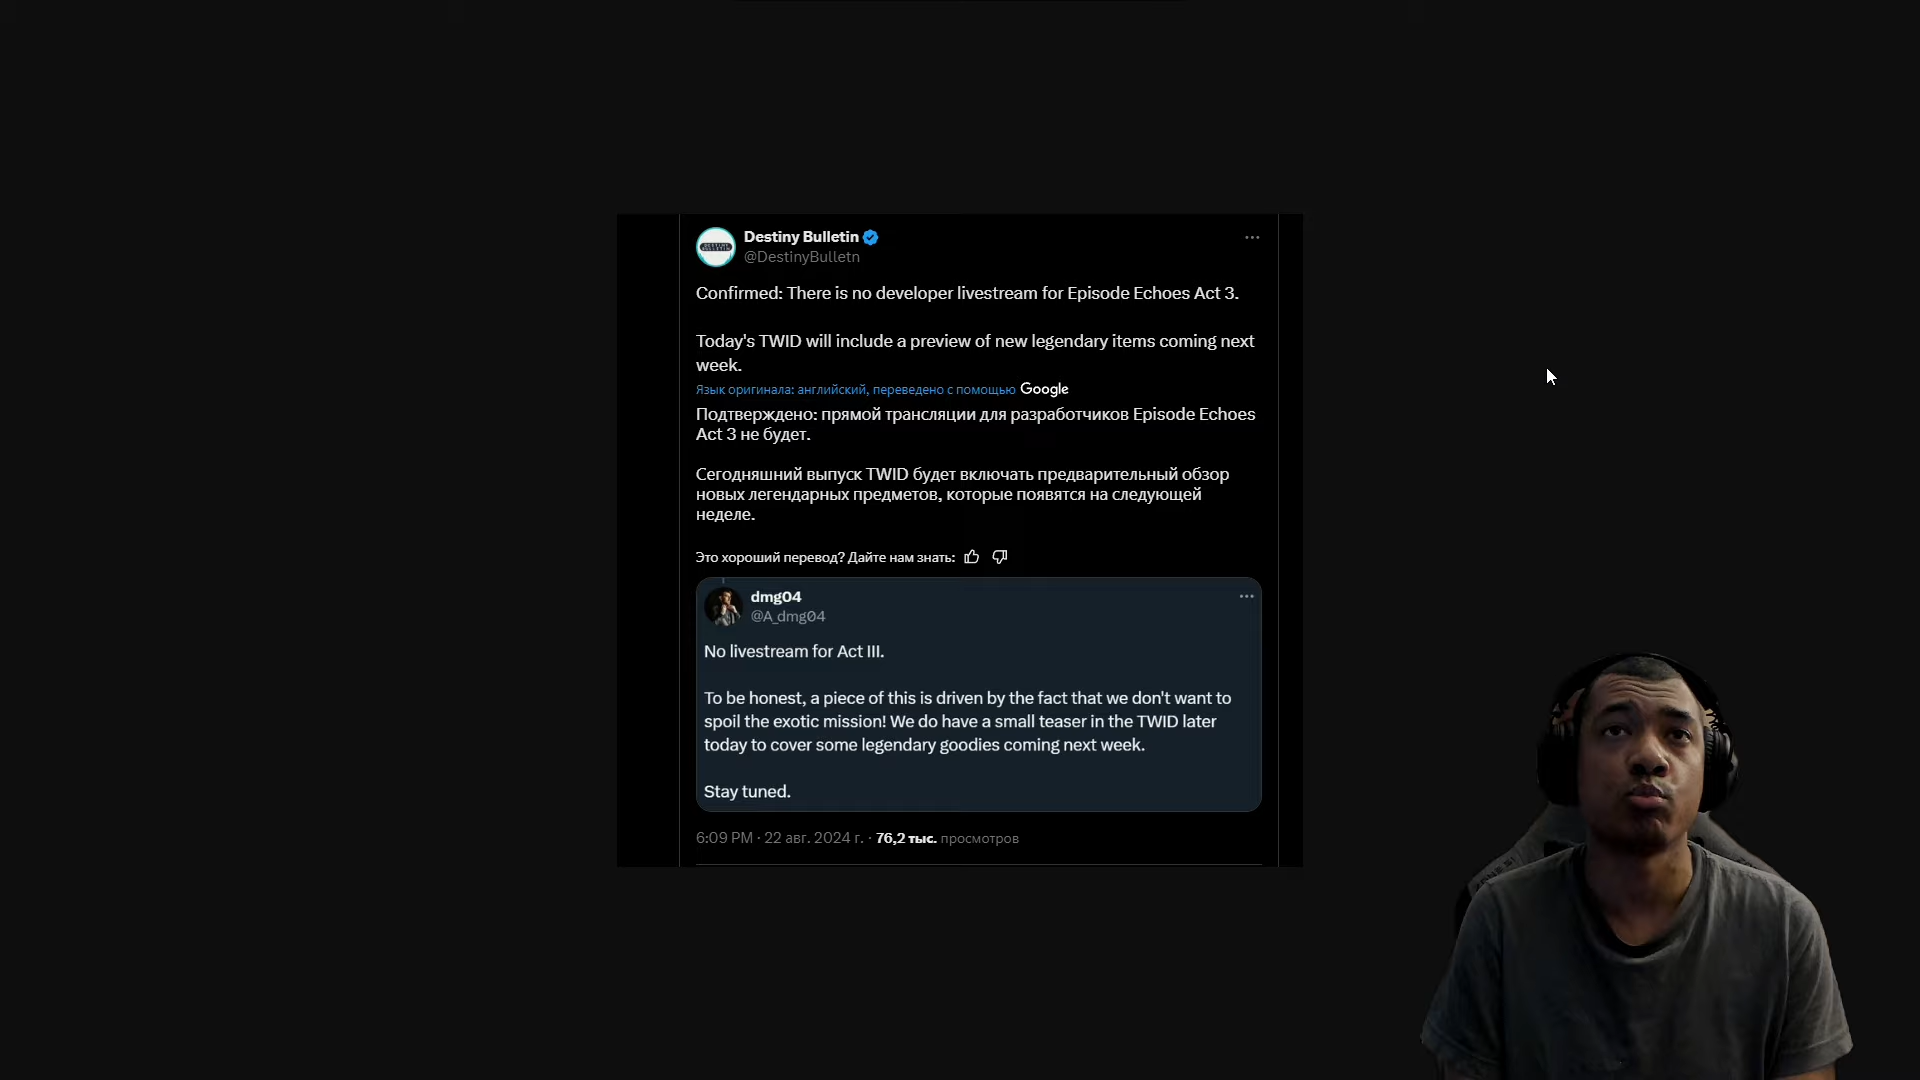 Destiny Bulletin
@DestinyBulletn
Confirmed: There is no developer livestream for Episode Echoes Act 3.
Today's TWID will include a preview of new legendary items coming next
week.
Язык оригинала: английский, переведено с помощью Google
Подтверждено: прямой трансляции для разработчиков Episode Echoes
Act 3 не будет.
Сегодняшний выпуск TWID будет включать предварительный обзор
новых легендарных предметов, которые появятся на следующей
неделе.
Это хороший перевод? Дайте нам знать:
dmg04
@A_dmg04
No livestream for Act III.
To be honest, a piece of this is driven by the fact that we don't want to
spoil the exotic mission! We do have a small teaser in the TWID later
today to cover some legendary goodies coming next week.
Stay tuned.
6:09 PM · 22 авг. 2024 г. · 76,2 тыс. просмотров